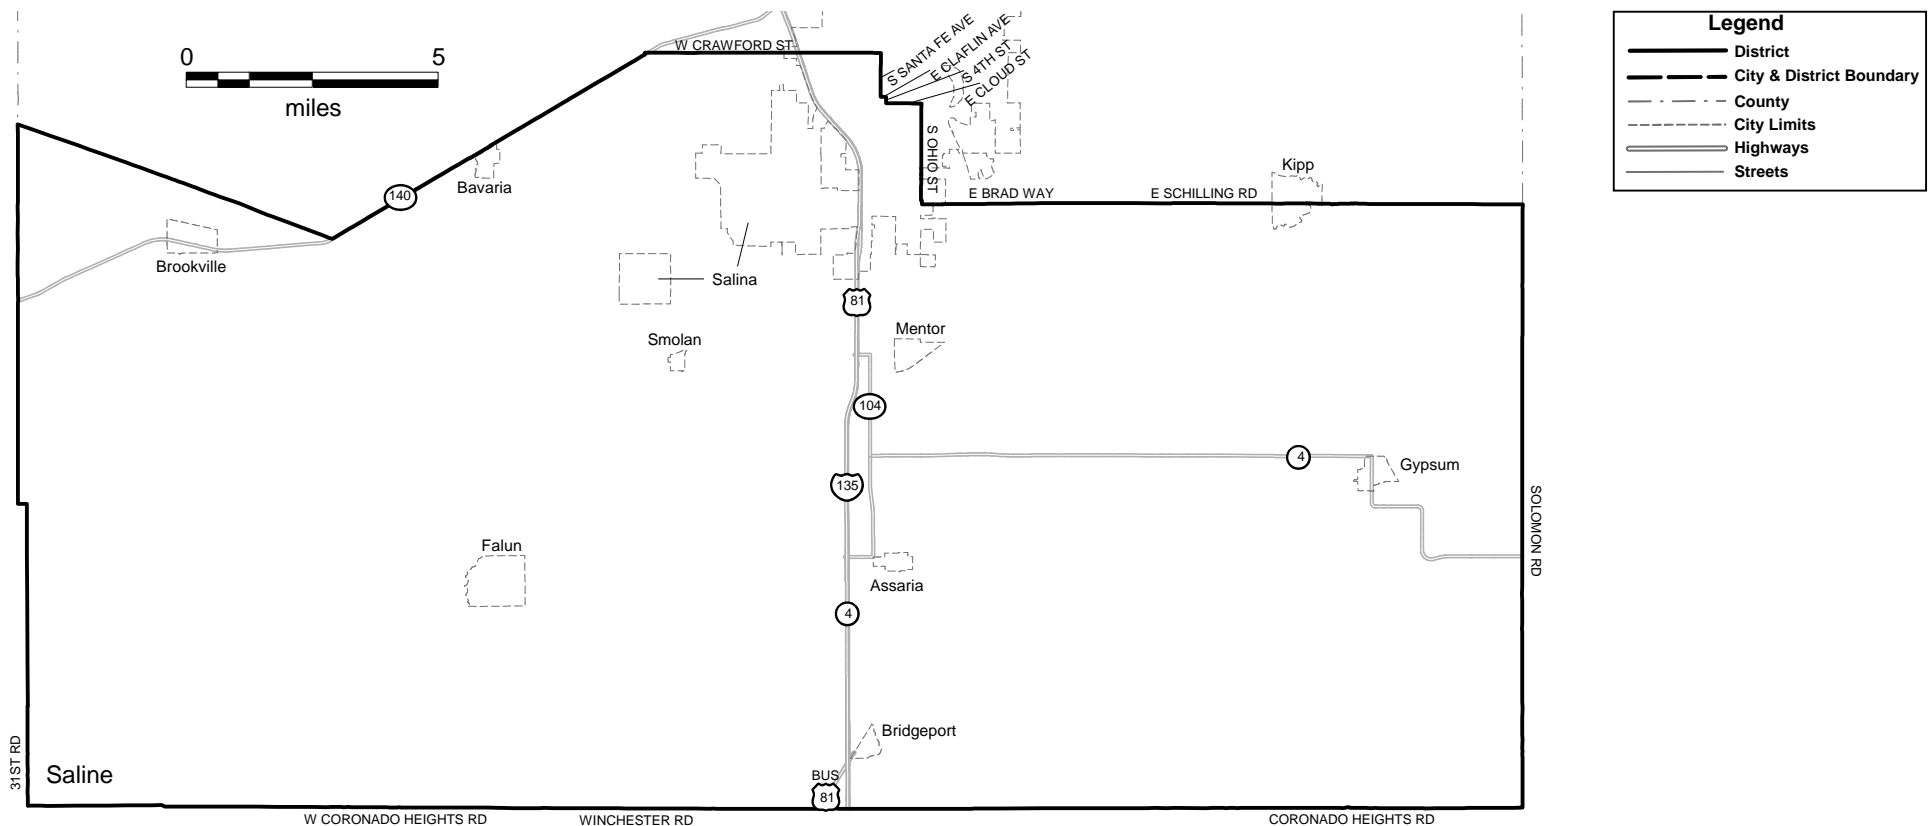 0 5
miles
W CRAWFORD ST
S SANTA FE AVE
E CLAFLIN AVE
S 4TH ST
E CLOUD ST
S OHIO ST
Legend
District
City & District Boundary
County
City Limits
Highways
Streets
Bavaria
140
Kipp
E BRAD WAY
E SCHILLING RD
Brookville
Salina
81
Smolan
Mentor
104
4
Gypsum
135
SOLOMON RD
Falun
Assaria
4
Bridgeport
31ST RD
Saline
BUS
81
W CORONADO HEIGHTS RD
WINCHESTER RD
CORONADO HEIGHTS RD